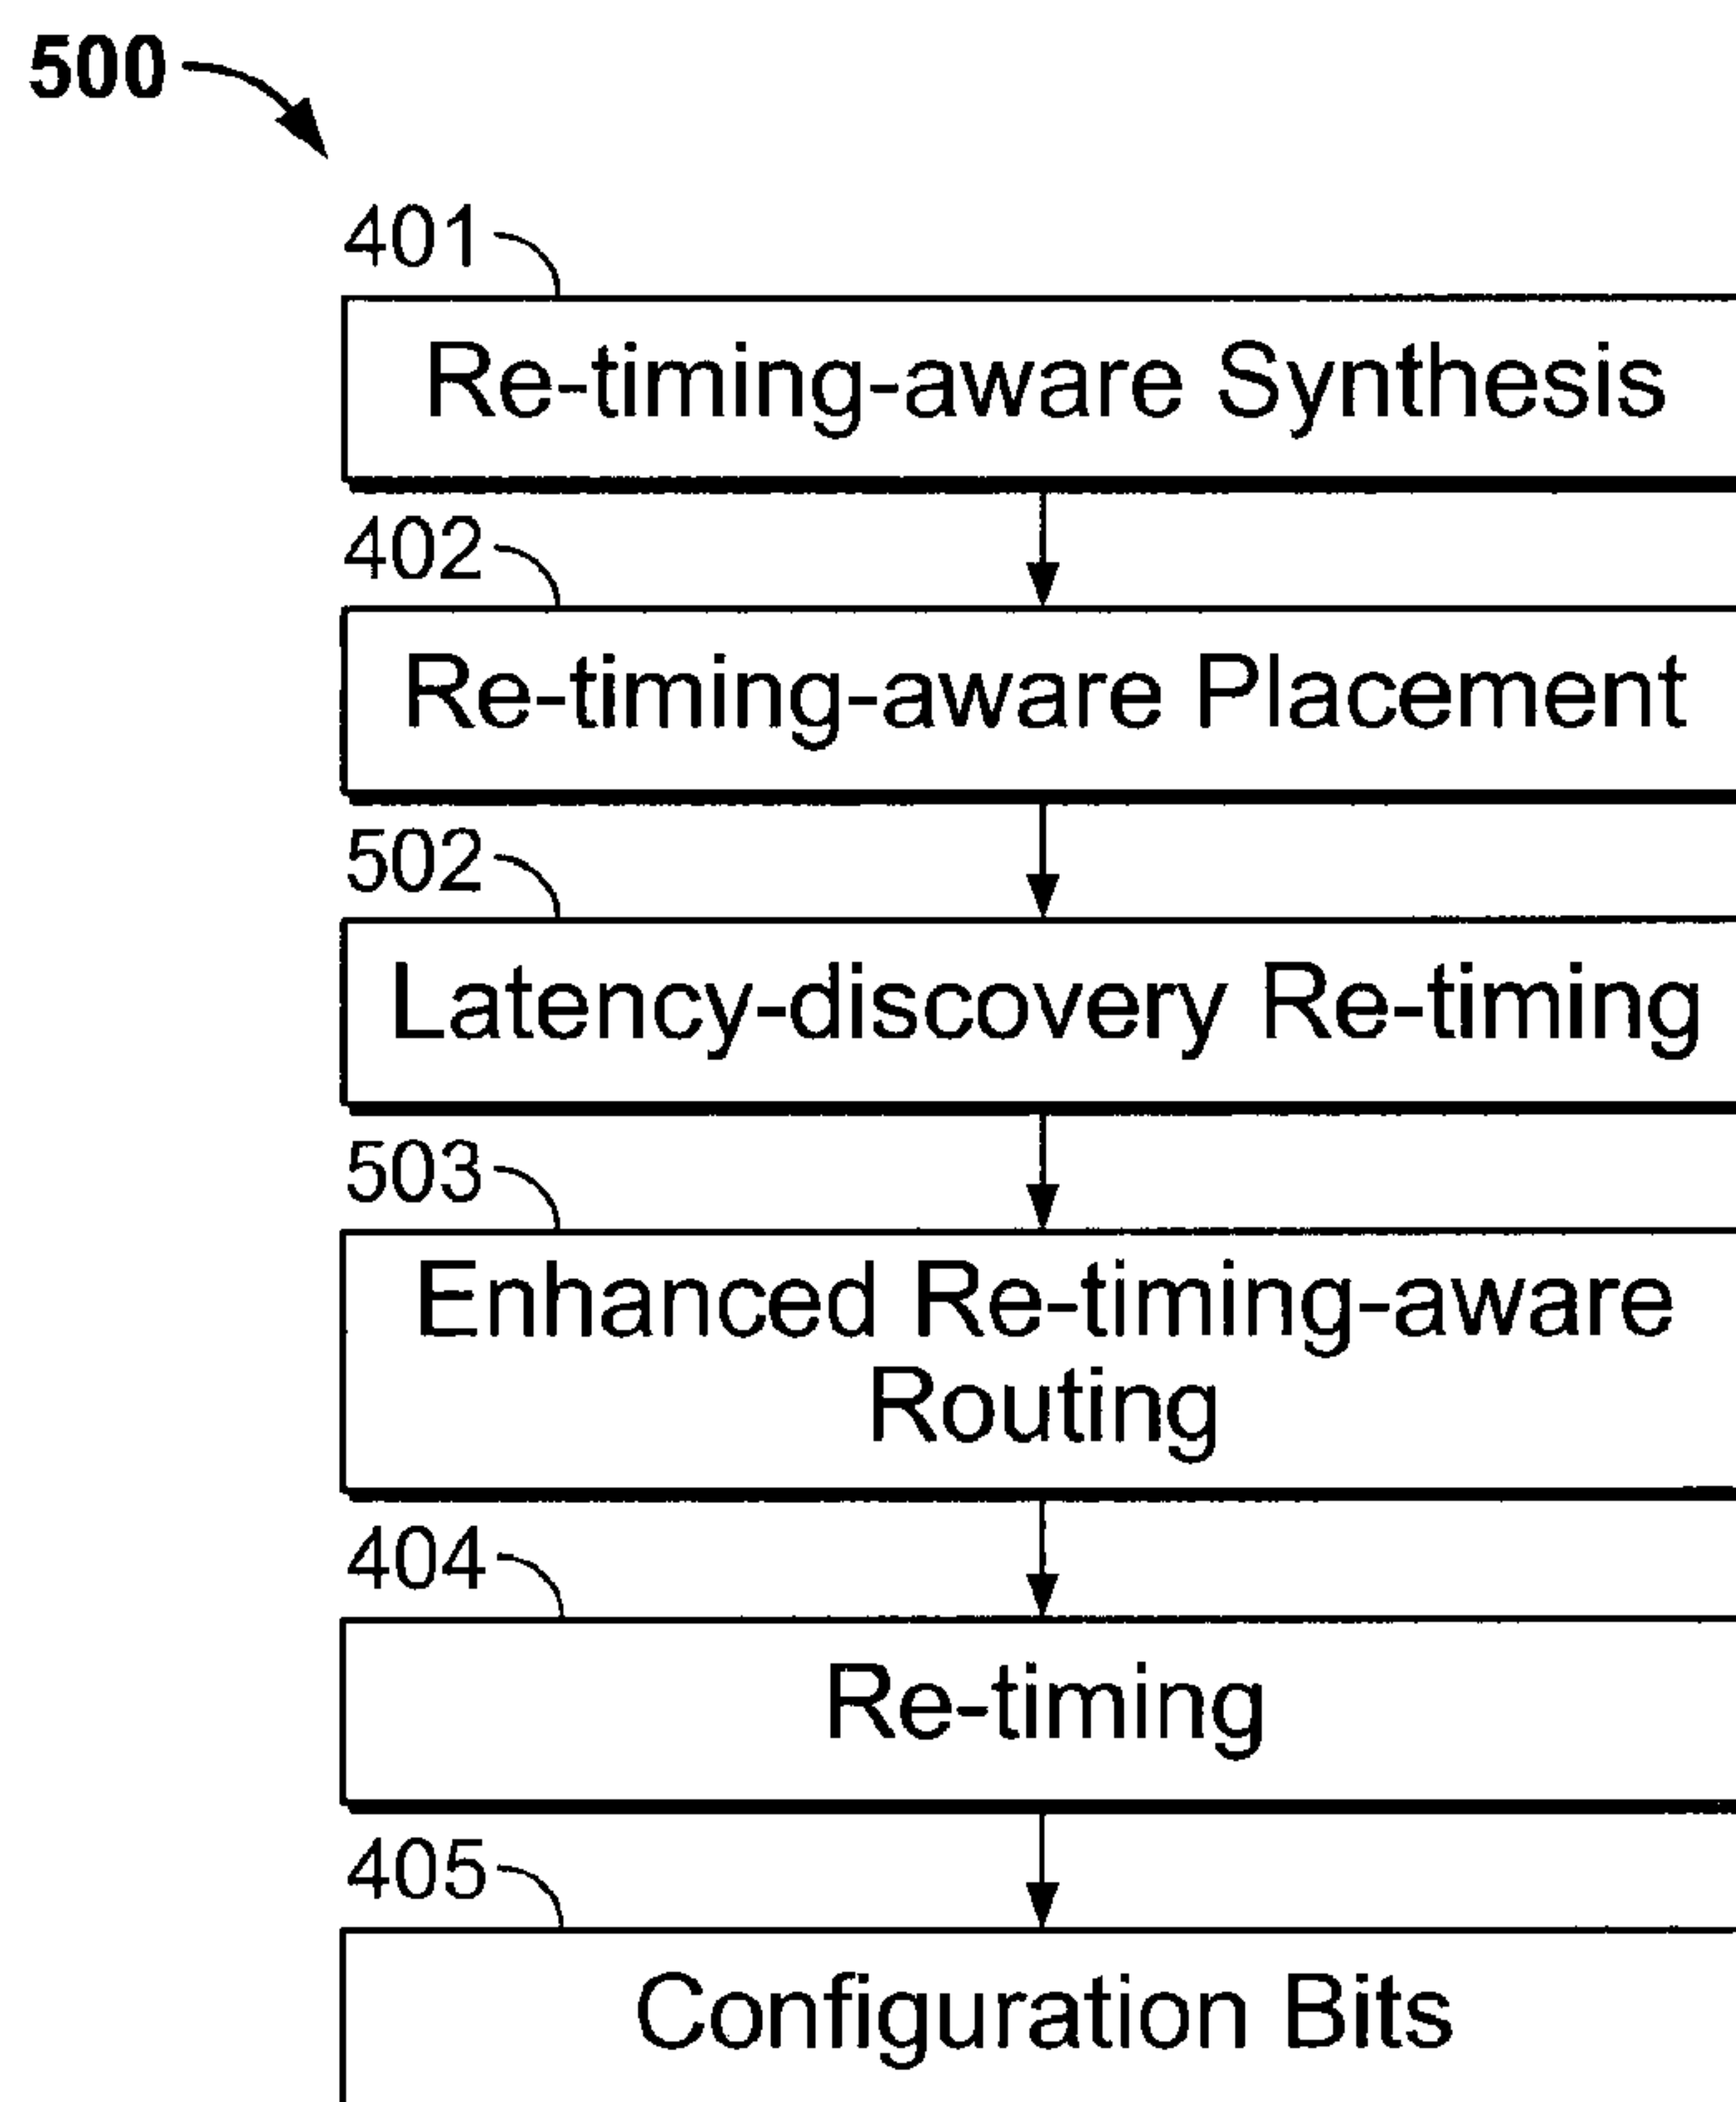 500
401
Re-timing-aware Synthesis
402
Re-timing-aware Placement
502
Latency-discovery Re-timing
503
Enhanced Re-timing-aware
Routing
404
Re-timing
405
Configuration Bits